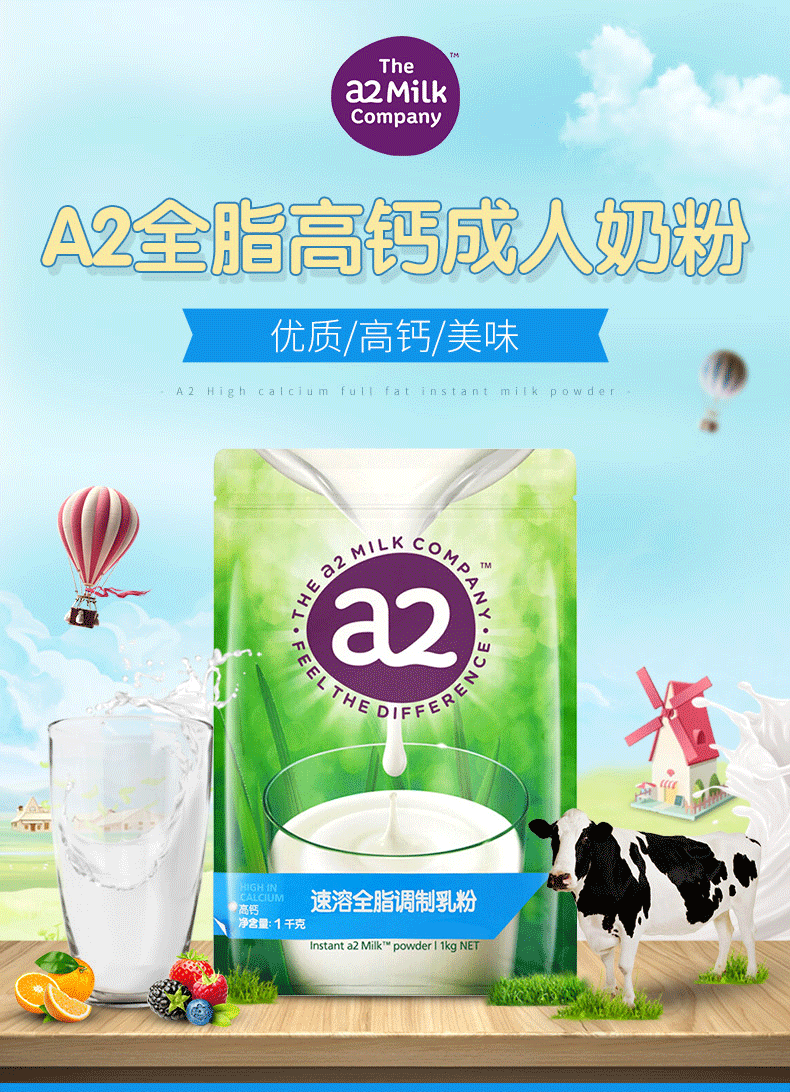 The
a2 Milk
Company
TM
A2全脂高钙成人奶粉
优质/高钙/美味
- A2 High calcium full fat instant milk powder -
THE a2 MILK COMPANY
TM
a2
FEEL THE DIFFERENCE
HIGH IN
CALCIUM
高钙
净含量: 1 千克
速溶全脂调制乳粉
Instant a2 Milk™ powder | 1kg NET